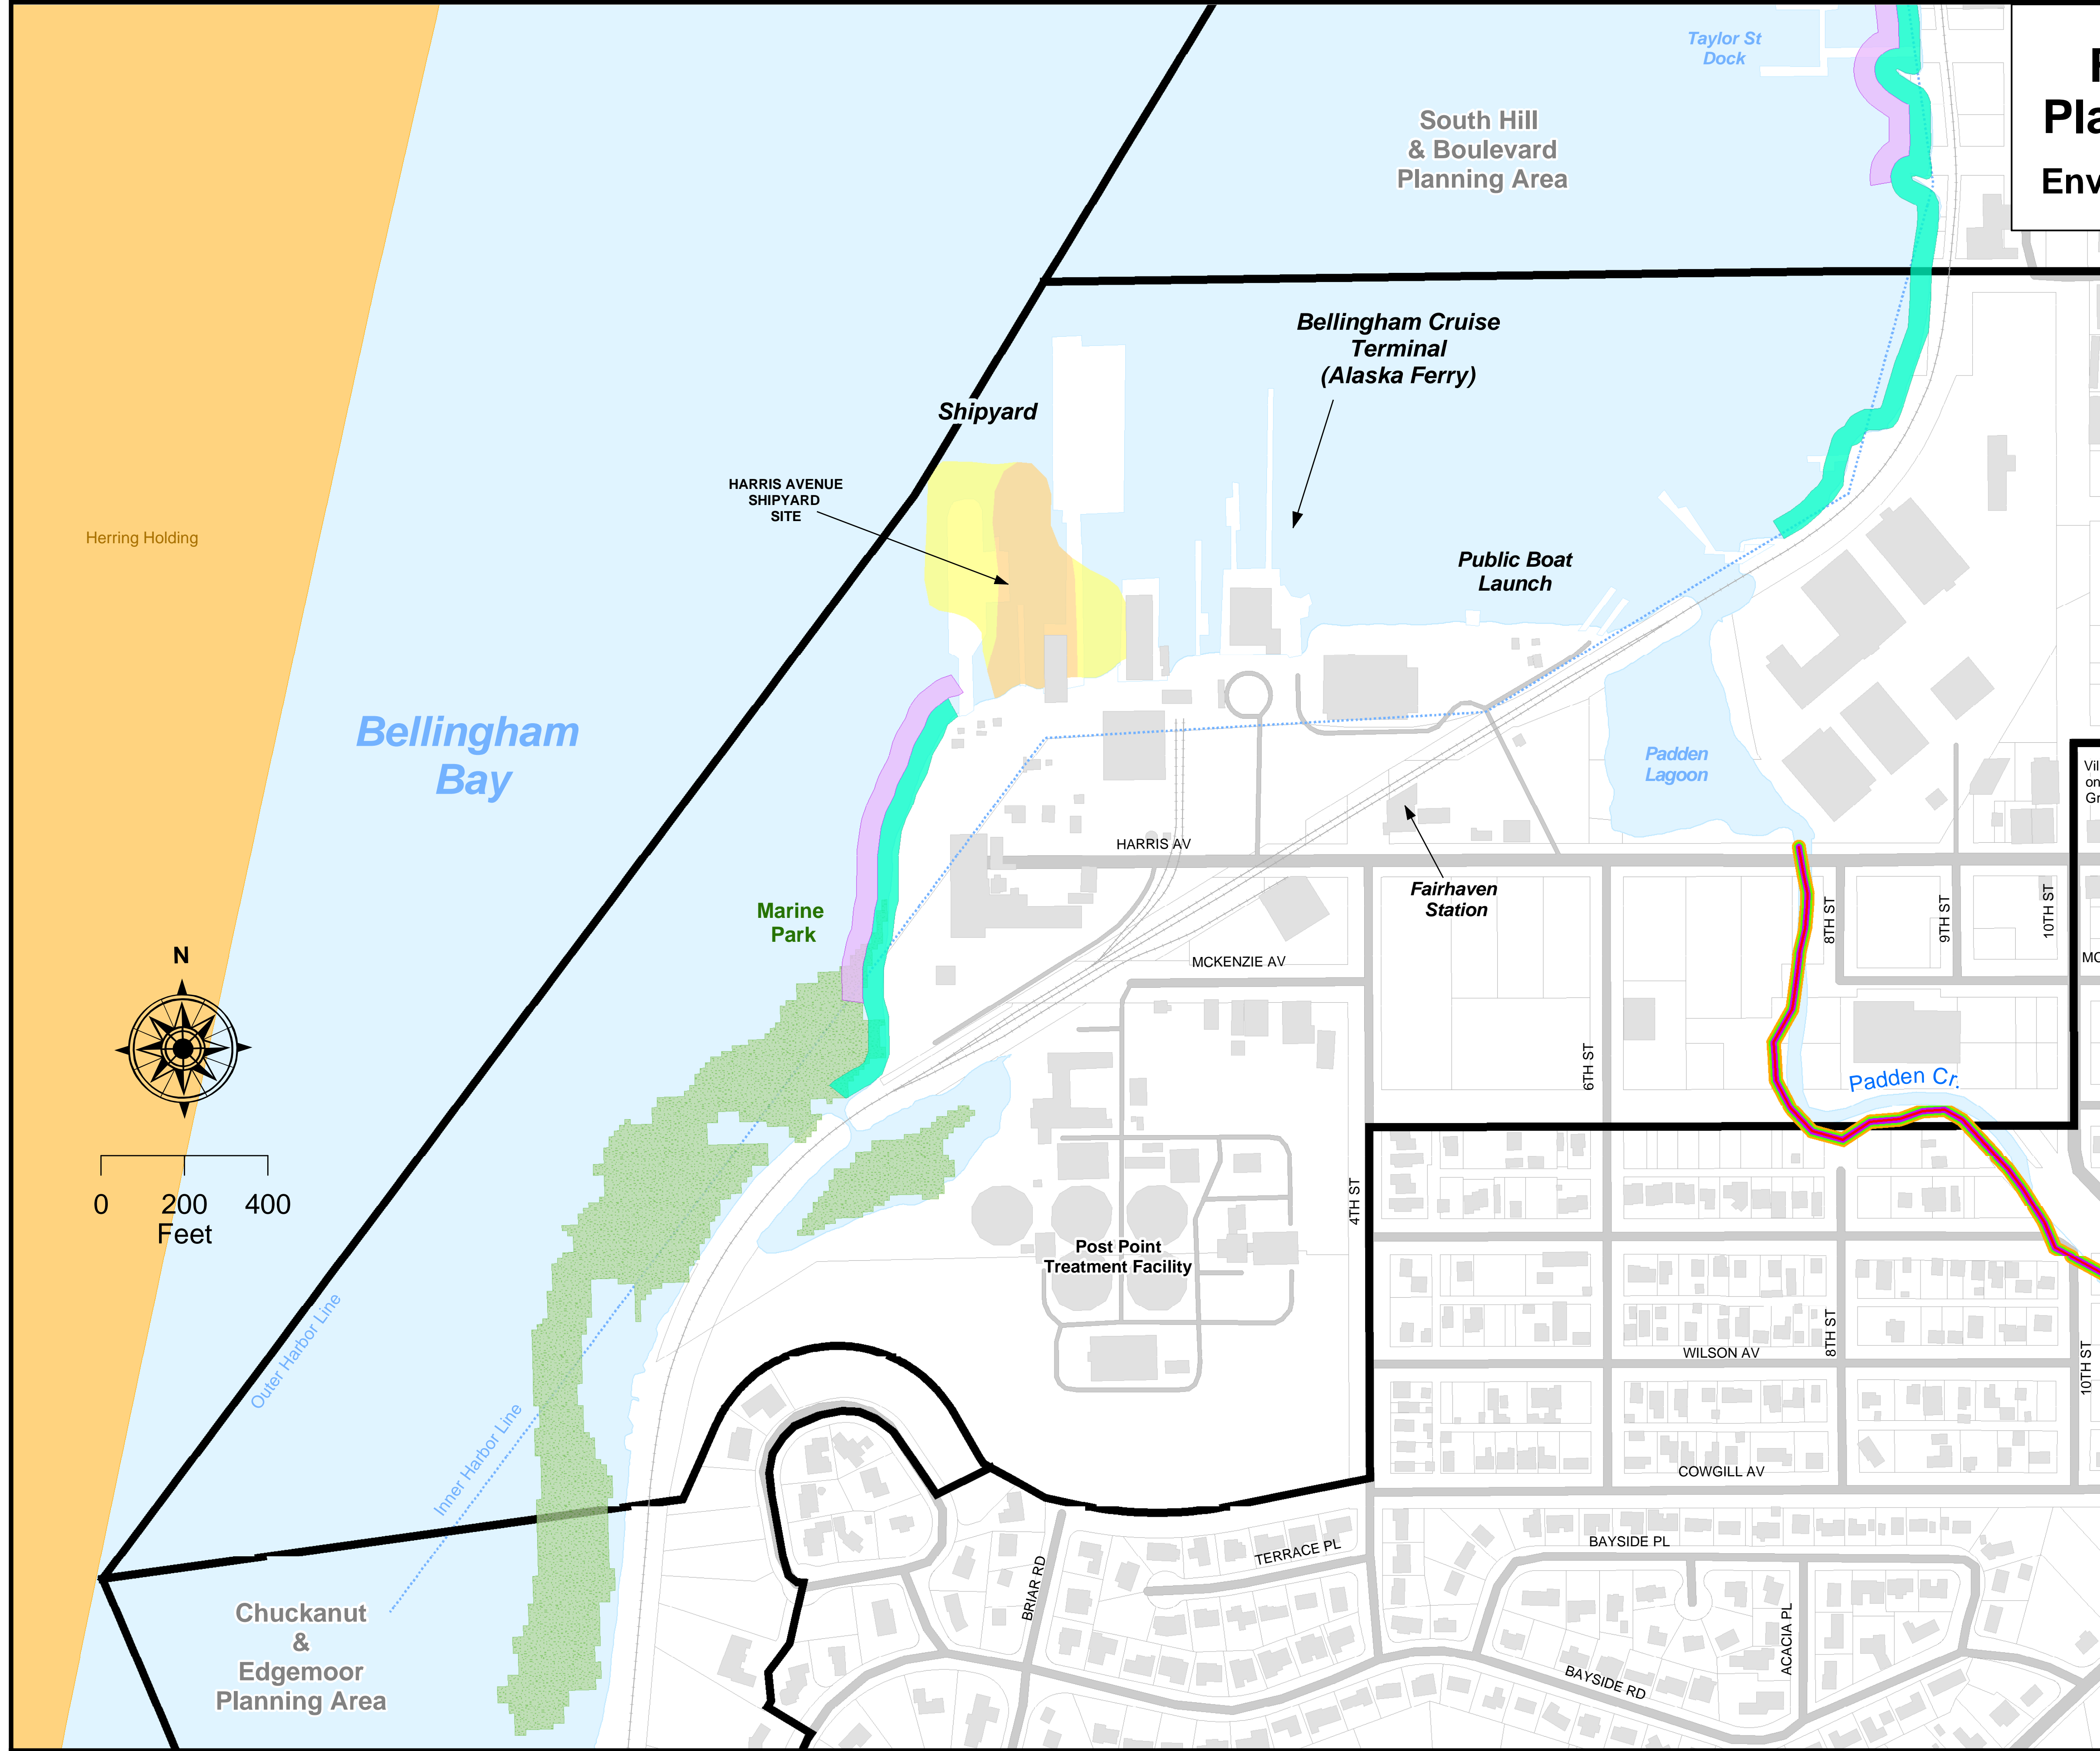 Taylor St
Dock
South Hill
& Boulevard
Planning Area
Env
Bellingham Cruise
Terminal
(Alaska Ferry)
Shipyard
HARRIS AVENUE
SHIPYARD
SITE
Herring Holding
Public Boat
Launch
Bellingham
Bay
Padden
Lagoon
Vil
on
Gr
HARRIS AV
Fairhaven
Station
Marine
Park
8TH ST
9TH ST
10TH ST
N
MCKENZIE AV
MC
6TH ST
Padden Cr.
0 200 400
Feet
4TH ST
Post Point
Treatment Facility
Outer Harbor Line
Inner Harbor Line
8TH ST
WILSON AV
10TH ST
COWGILL AV
BAYSIDE PL
TERRACE PL
BRIAR RD
Chuckanut
&
Edgemoor
Planning Area
ACACIA PL
BAYSIDE RD